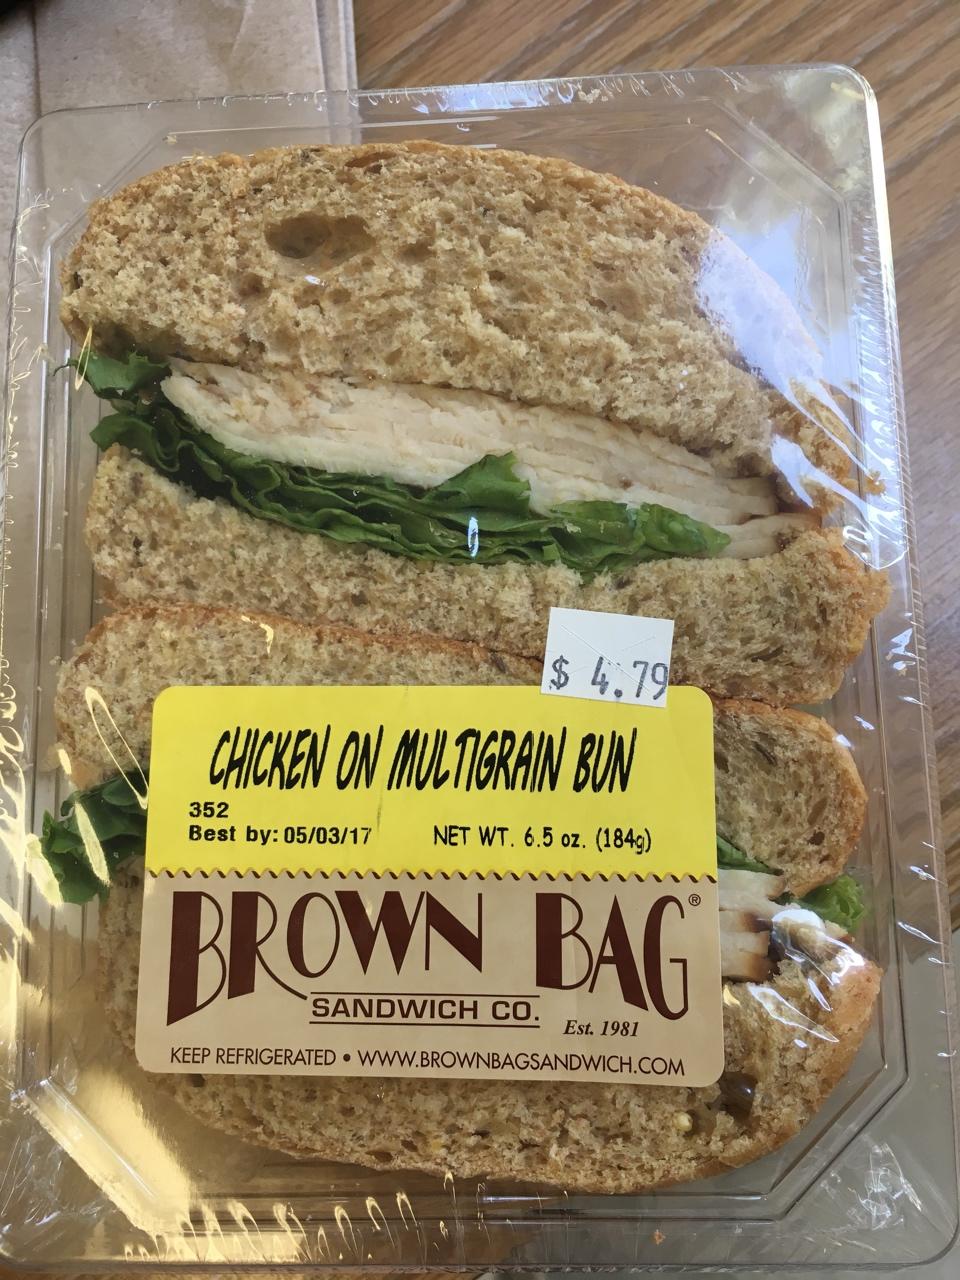 $ 4.79
CHICKEN ON MULTIGRAIN BUN
352
Best by: 05/03/17 NET WT. 6.5 oz. (184g)
BROWN BAG®
SANDWICH CO.
Est. 1981
KEEP REFRIGERATED • WWW.BROWNBAGSANDWICH.COM